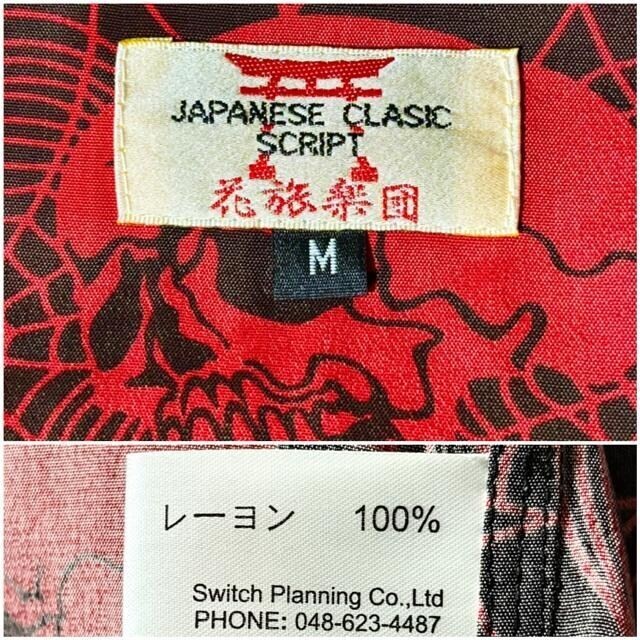 JAPANESE CLASIC
SCRIPT
花旅楽団
M
レーヨン 100%
Switch Planning Co.,Ltd
PHONE: 048-623-4487